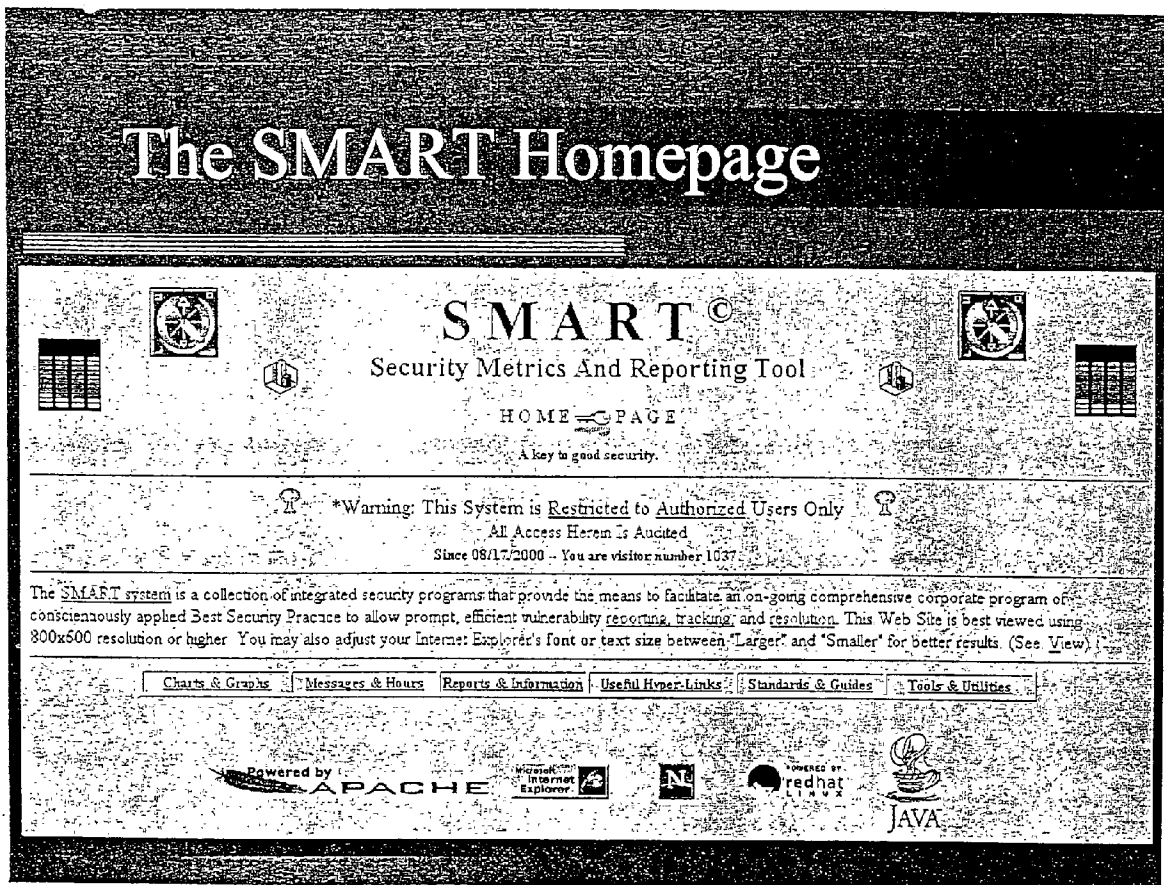 The SMART Homepage
S M A R T ©
Security Metrics And Reporting Tool
HOME PAGE
A key to good security.
*Warning: This System is Restricted to Authorized Users Only
All Access Herein Is Audited
Since 08/17/2000 -- You are visitor number 1037
The SMART system is a collection of integrated security programs that provide the means to facilitate an on-going comprehensive corporate program of
conscientiously applied Best Security Practice to allow prompt, efficient vulnerability reporting, tracking, and resolution. This Web Site is best viewed using
800x600 resolution or higher. You may also adjust your Internet Explorer's font or text size between "Larger" and "Smaller" for better results. (See View)
Charts & Graphs Messages & Hours Reports & Information Useful Hyper-Links Standards & Guides Tools & Utilities
Powered by APACHE
Microsoft Internet Explorer
N
POWERED BY redhat LINUX
JAVA